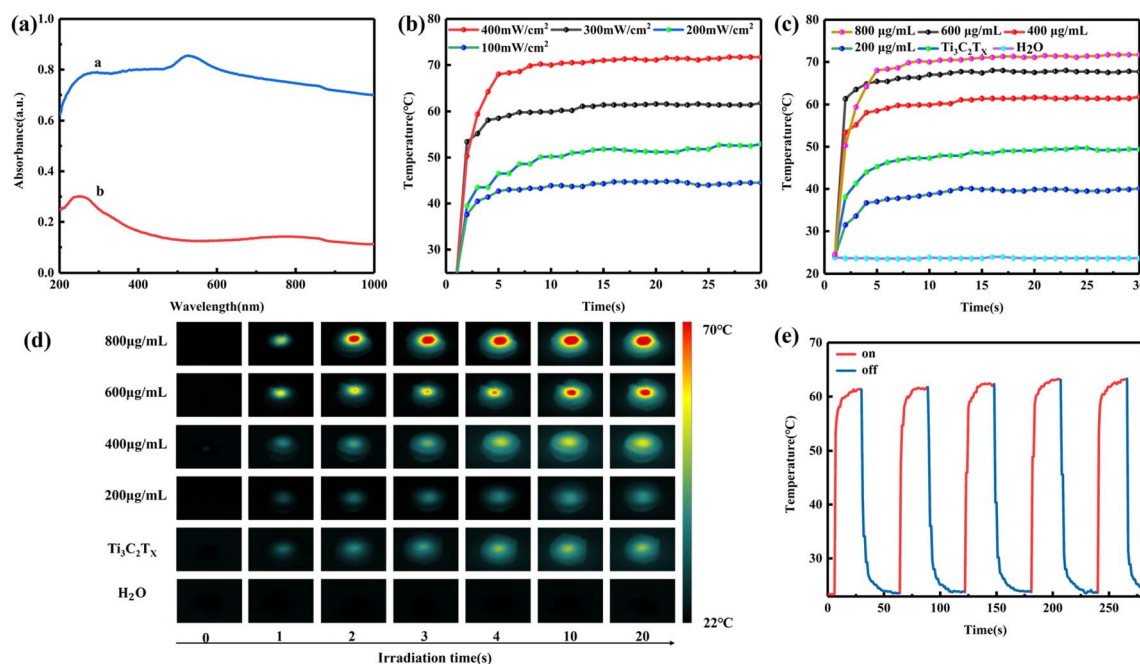 (a)
1.0
0.8
0.6
0.4
0.2
0.0
Absorbance(a.u.)
a
b
200 400 600 800 1000
Wavelength(nm)
(b)
400mW/cm² 300mW/cm² 200mW/cm²
100mW/cm²
80
70
60
50
40
30
Temperature(°C)
0 5 10 15 20 25 30
Time(s)
(c)
800 μg/mL 600 μg/mL 400 μg/mL
200 μg/mL Ti₃C₂Tₓ H₂O
80
70
60
50
40
30
20
Temperature(°C)
0 5 10 15 20 25 30
Time(s)
(d)
800μg/mL
600μg/mL
400μg/mL
200μg/mL
Ti₃C₂Tₓ
H₂O
70°C
22°C
0 1 2 3 4 10 20
Irradiation time(s)
(e)
on
off
70
60
50
40
30
Temperature(°C)
0 50 100 150 200 250
Time(s)